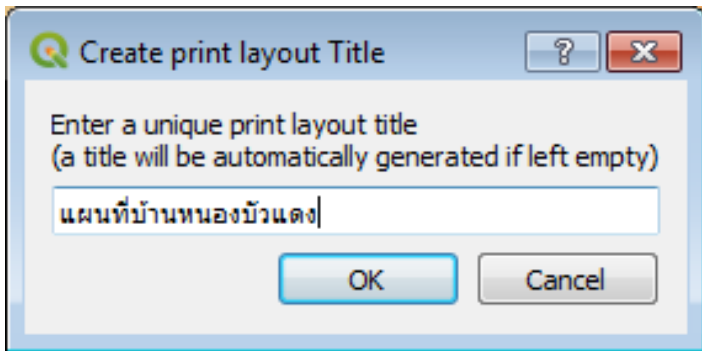 Create print layout Title
Enter a unique print layout title
(a title will be automatically generated if left empty)
แผนที่บ้านหนองบัวแดง
OK Cancel